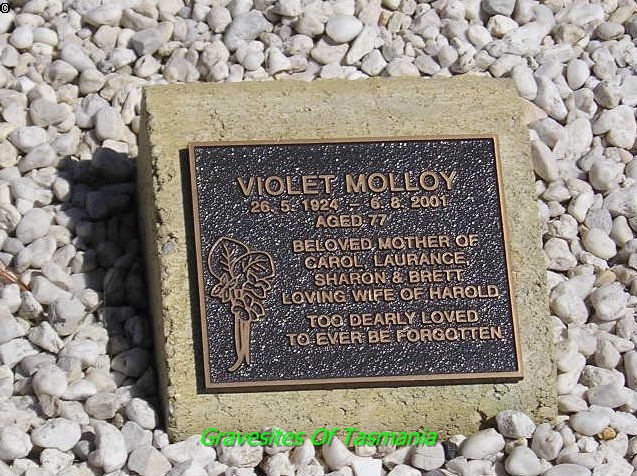 ©
VIOLET MOLLOY
26. 5. 1924 - 6. 8. 2001
AGED 77
BELOVED MOTHER OF
CAROL, LAURANCE,
SHARON & BRETT.
LOVING WIFE OF HAROLD.
TOO DEARLY LOVED
TO EVER BE FORGOTTEN.
Gravesites Of Tasmania